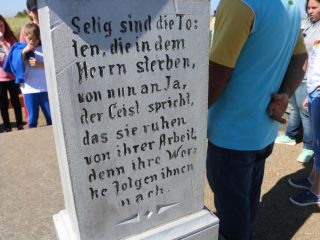 Selig sind die To-
ten, die in dem
Herrn sterben,
von nun an. Ja,
der Geist spricht,
das sie ruhen
von ihrer Arbeit
denn ihre Wer-
ke folgen ihnen
nach.